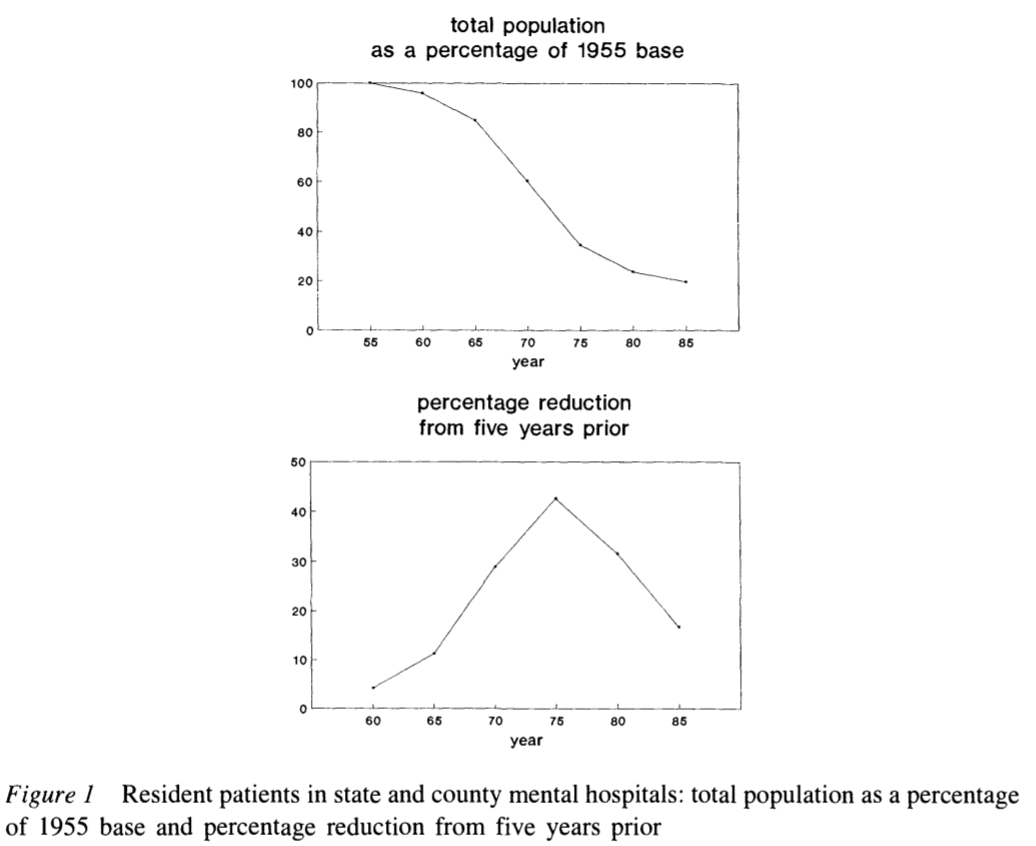 total population
as a percentage of 1955 base
100
80
60
40
20
0
55 60 65 70 75 80 85
year
percentage reduction
from five years prior
50
40
30
20
10
0
60 65 70 75 80 85
year
Figure 1 Resident patients in state and county mental hospitals: total population as a percentage
of 1955 base and percentage reduction from five years prior